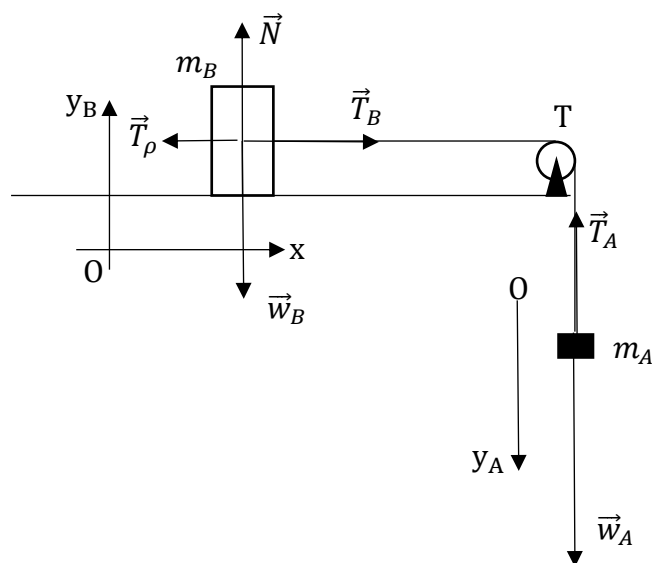 N⃗
m_B
y_B
T⃗_B
T
T⃗_ρ
T⃗_A
x
O
O
w⃗_B
m_A
y_A
w⃗_A